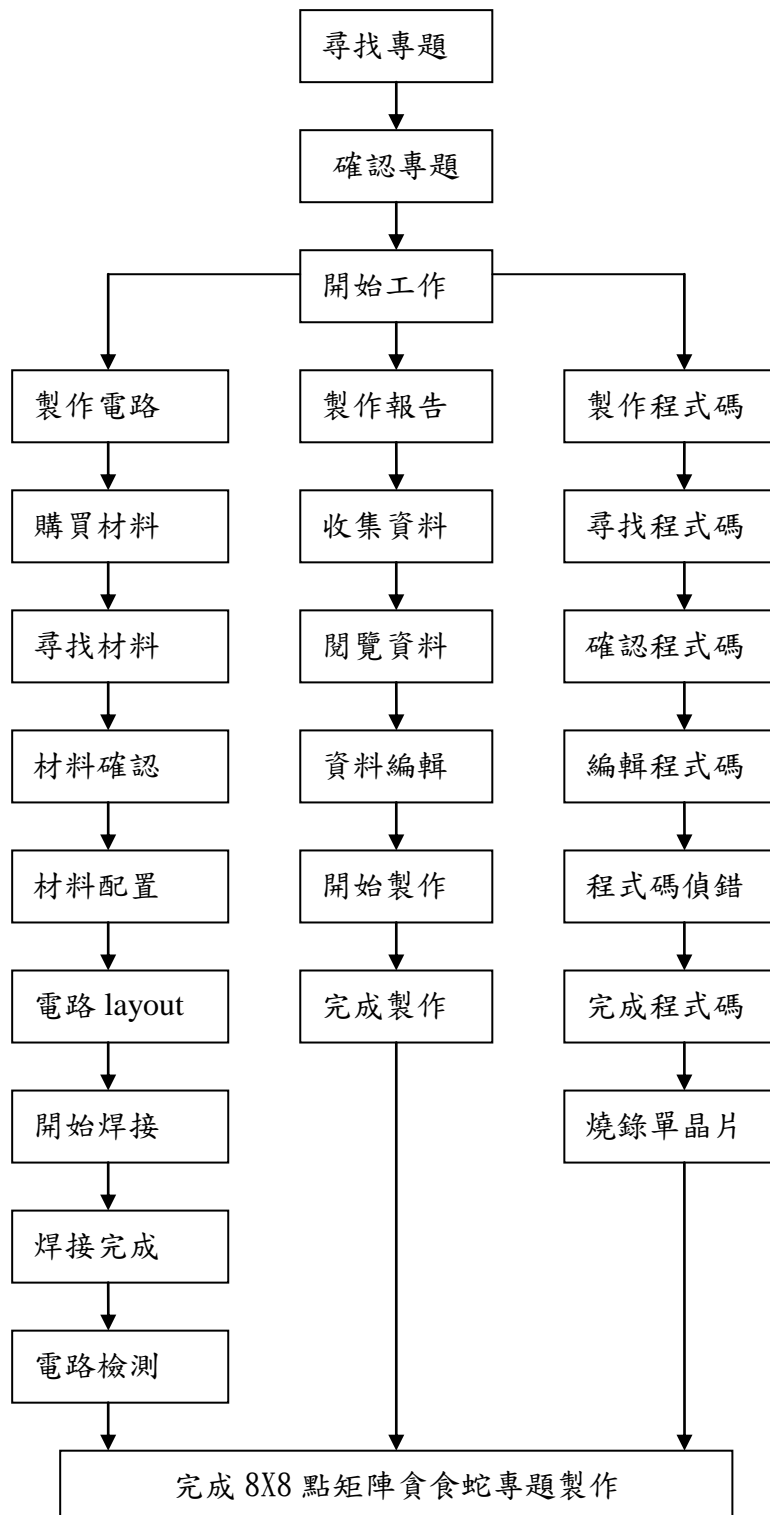 尋找專題
確認專題
開始工作
製作電路
購買材料
尋找材料
材料確認
材料配置
電路 layout
開始焊接
焊接完成
電路檢測
製作報告
收集資料
閱覽資料
資料編輯
開始製作
完成製作
製作程式碼
尋找程式碼
確認程式碼
編輯程式碼
程式碼偵錯
完成程式碼
燒錄單晶片
完成 8X8 點矩陣貪食蛇專題製作